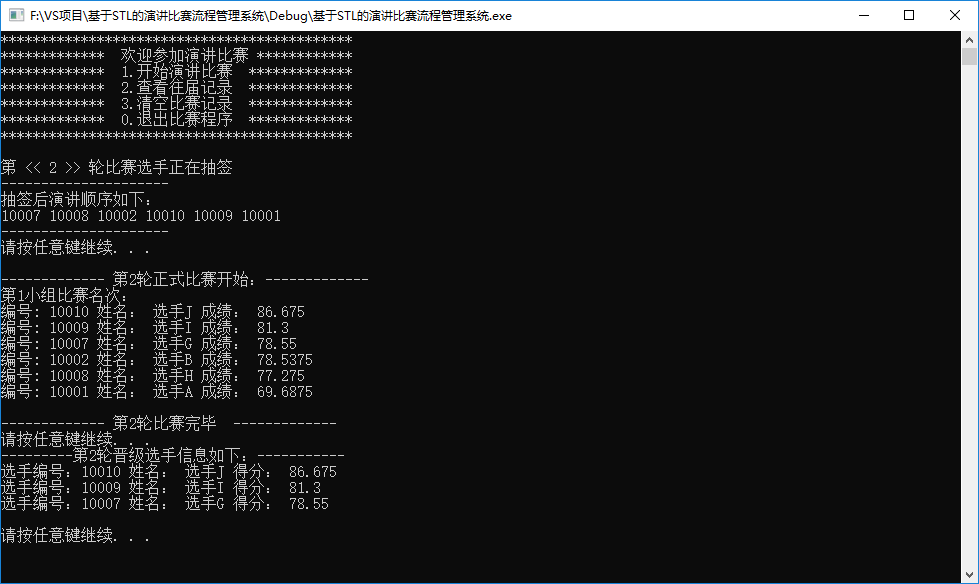 F:\VS项目\基于STL的演讲比赛流程管理系统\Debug\基于STL的演讲比赛流程管理系统.exe
********************************************
************* 欢迎参加演讲比赛 ************
************* 1.开始演讲比赛 *************
************* 2.查看往届记录 *************
************* 3.清空比赛记录 *************
************* 0.退出比赛程序 *************
********************************************
第 << 2 >> 轮比赛选手正在抽签
---------------------
抽签后演讲顺序如下:
10007 10008 10002 10010 10009 10001
---------------------
请按任意键继续. . .
------------- 第2轮正式比赛开始: -------------
第1小组比赛名次:
编号: 10010 姓名: 选手J 成绩: 86.675
编号: 10009 姓名: 选手I 成绩: 81.3
编号: 10007 姓名: 选手G 成绩: 78.55
编号: 10002 姓名: 选手B 成绩: 78.5375
编号: 10008 姓名: 选手H 成绩: 77.275
编号: 10001 姓名: 选手A 成绩: 69.6875
------------- 第2轮比赛完毕 -------------
请按任意键继续. . .
---------第2轮晋级选手信息如下: -----------
选手编号: 10010 姓名: 选手J 得分: 86.675
选手编号: 10009 姓名: 选手I 得分: 81.3
选手编号: 10007 姓名: 选手G 得分: 78.55
请按任意键继续. . .